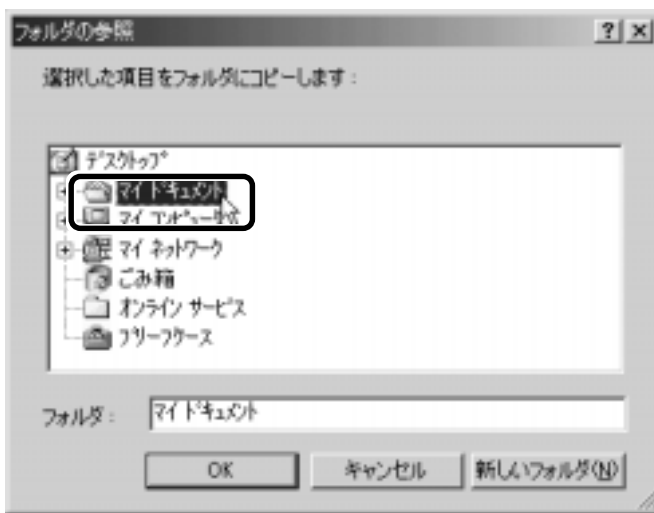 フォルダの参照
選択した項目をフォルダにコピーします:
デスクトップ
マイ ドキュメント
マイ コンピュータ
マイ ネットワーク
ごみ箱
オンライン サービス
ブリーフケース
フォルダ:
マイ ドキュメント
OK
キャンセル
新しいフォルダ(N)